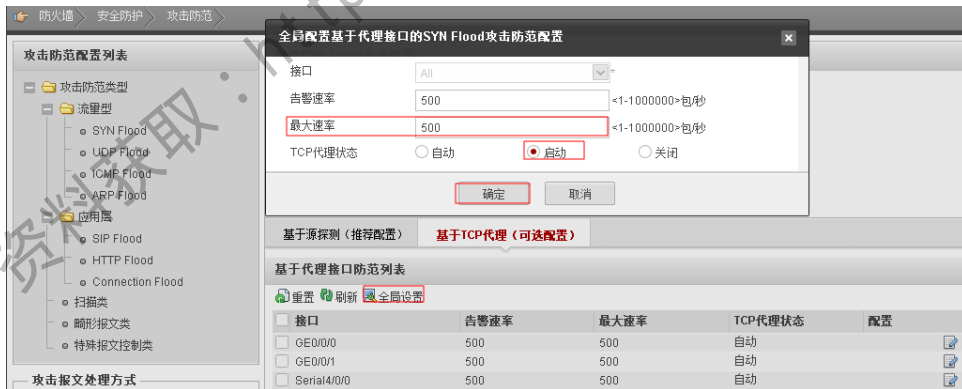 防火墙 安全防护 攻击防范
攻击防范配置列表
攻击防范类型
流量型
SYN Flood
UDP Flood
ICMP Flood
ARP Flood
应用层
SIP Flood
HTTP Flood
Connection Flood
扫描类
畸形报文类
特殊报文控制类
攻击报文处理方式
全局配置基于代理接口的SYN Flood攻击防范配置
接口 All *
告警速率 500 <1-1000000>包/秒
最大速率 500 <1-1000000>包/秒
TCP代理状态 自动 启动 关闭
确定 取消
基于源探测（推荐配置） 基于TCP代理（可选配置）
基于代理接口防范列表
重置 刷新 全局设置
接口 告警速率 最大速率 TCP代理状态 配置
GE0/0/0 500 500 自动
GE0/0/1 500 500 自动
Serial4/0/0 500 500 自动
资料获取：http